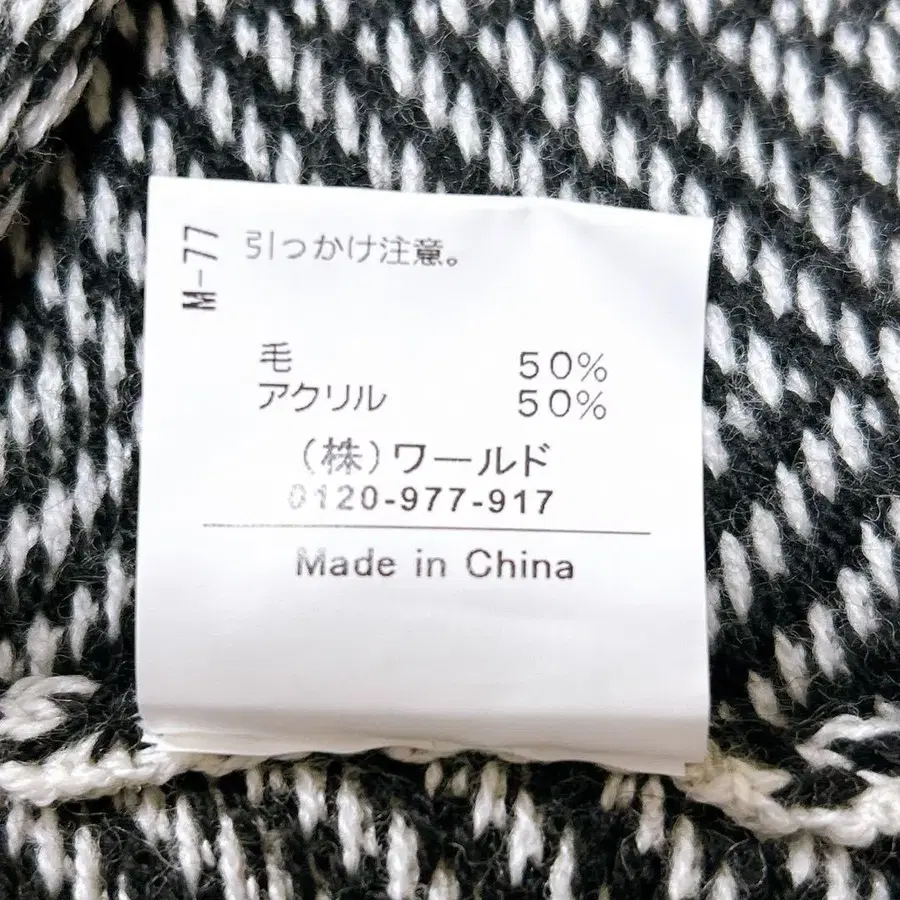 M-77
引っかけ注意。
毛 50%
アクリル 50%
(株)ワールド
0120-977-917
Made in China